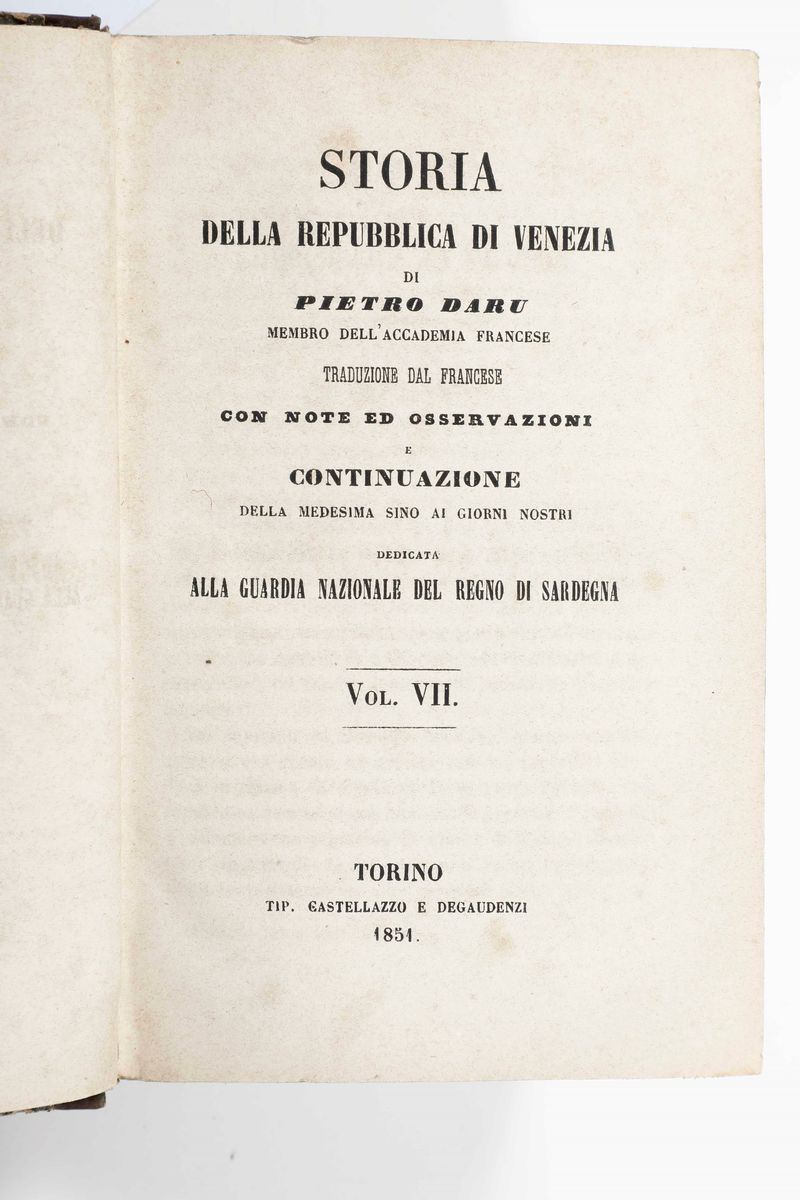 STORIA
DELLA REPUBBLICA DI VENEZIA
DI
PIETRO DARU
MEMBRO DELL'ACCADEMIA FRANCESE
TRADUZIONE DAL FRANCESE
CON NOTE ED OSSERVAZIONI
E
CONTINUAZIONE
DELLA MEDESIMA SINO AI GIORNI NOSTRI
DEDICATA
ALLA GUARDIA NAZIONALE DEL REGNO DI SARDEGNA
VOL. VII.
TORINO
TIP. CASTELLAZZO E DEGAUDENZI
1851.